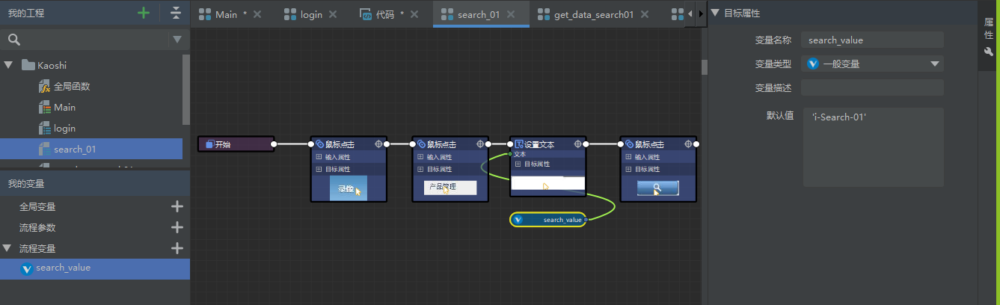 我的工程
Kaoshi
全局函数
Main
login
search_01
我的变量
全局变量
流程参数
流程变量
search_value
Main *
login
代码 *
search_01
get_data_search01
开始
鼠标点击
输入属性
目标属性
录像
鼠标点击
输入属性
目标属性
产品管理
设置文本
文本
目标属性
search_value
鼠标点击
输入属性
目标属性
目标属性
变量名称
search_value
变量类型
一般变量
变量描述
默认值
'i-Search-01'
属性